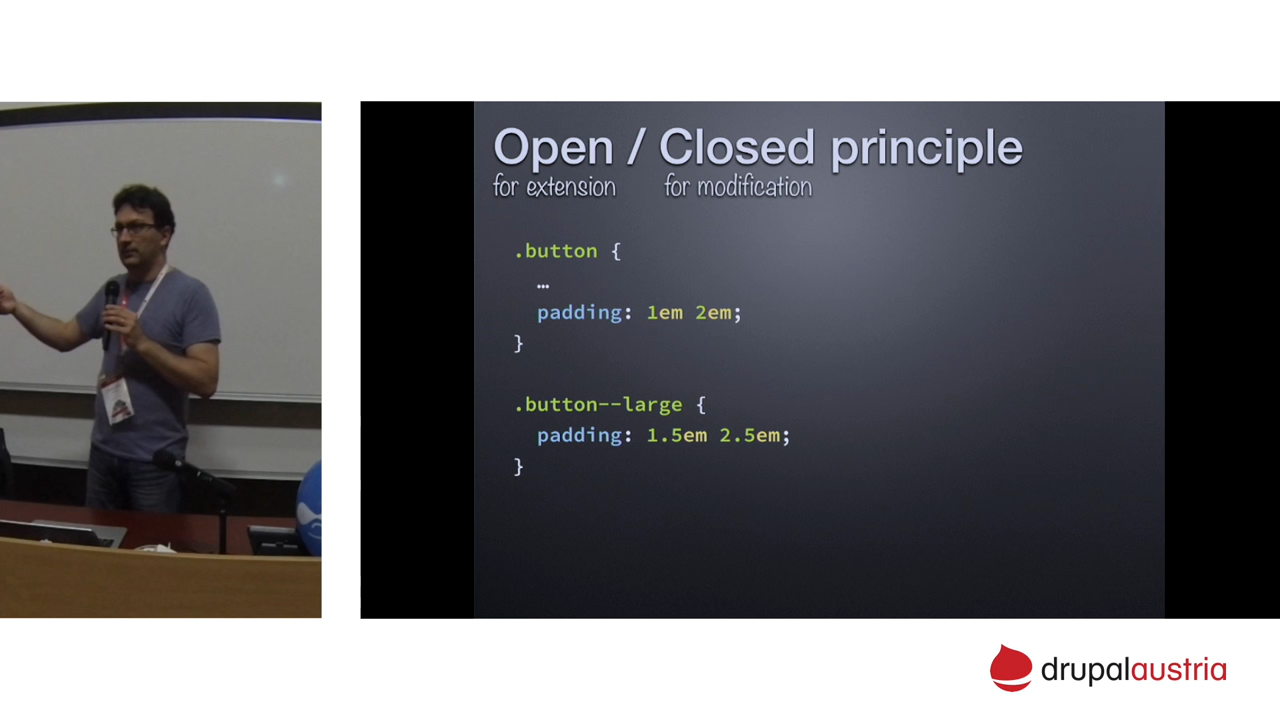 Open / Closed principle
for extension for modification
.button {
…
padding: 1em 2em;
}
.button--large {
padding: 1.5em 2.5em;
}
drupalaustria